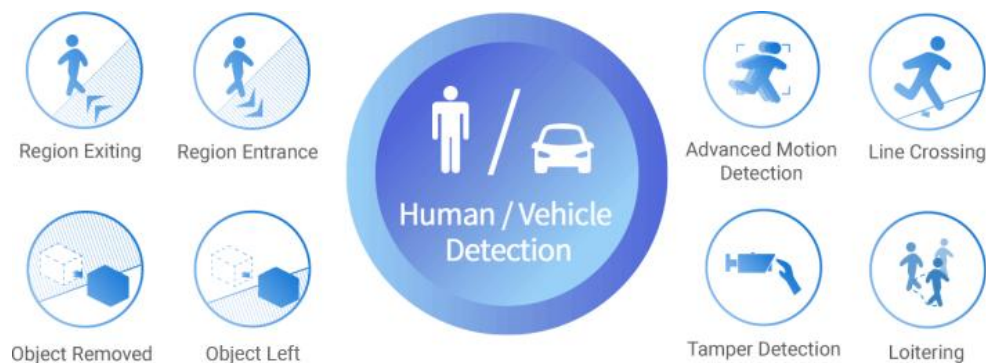 Region Exiting
Region Entrance
Object Removed
Object Left
Human / Vehicle
Detection
Advanced Motion
Detection
Line Crossing
Tamper Detection
Loitering